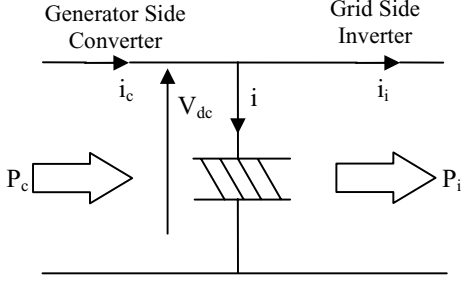 Generator Side
Converter
Grid Side
Inverter
i_c
V_dc
i
i_i
P_c
P_i